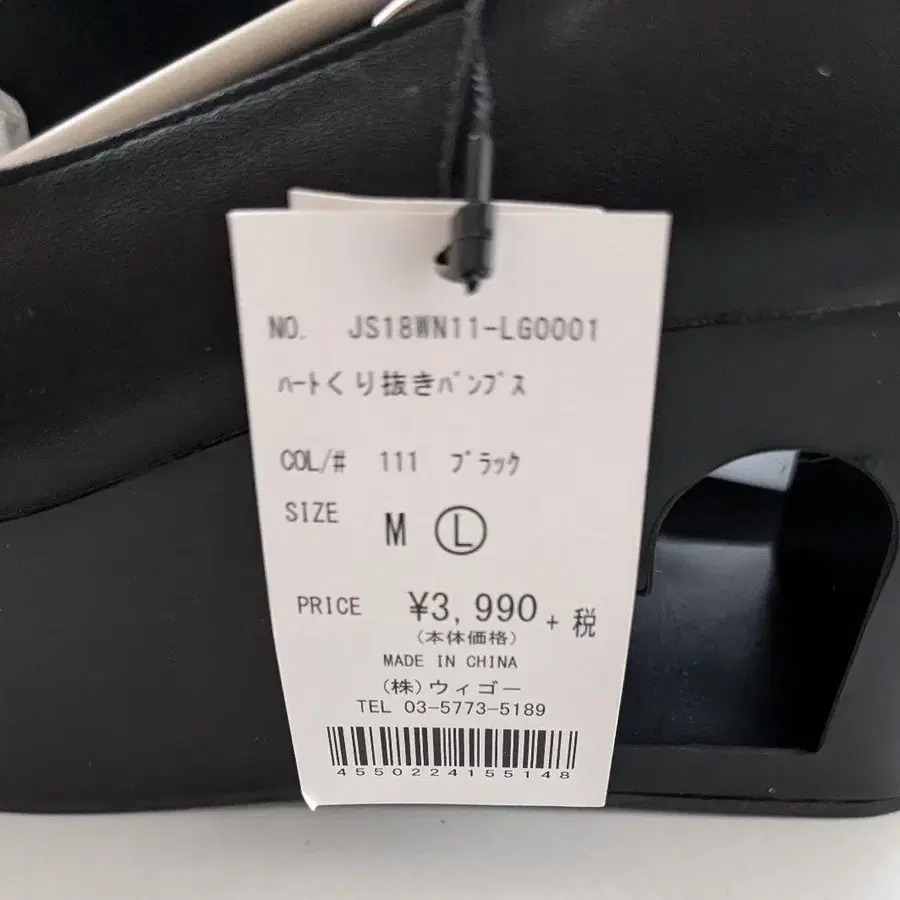 NO. JS18WN11-LG0001
ﾊｰﾄくり抜きﾊﾟﾝﾌﾟｽ
COL/# 111 ﾌﾞﾗｯｸ
SIZE M Ⓛ
PRICE ¥3,990 + 税
(本体価格)
MADE IN CHINA
(株)ウィゴー
TEL 03-5773-5189
4550224155148